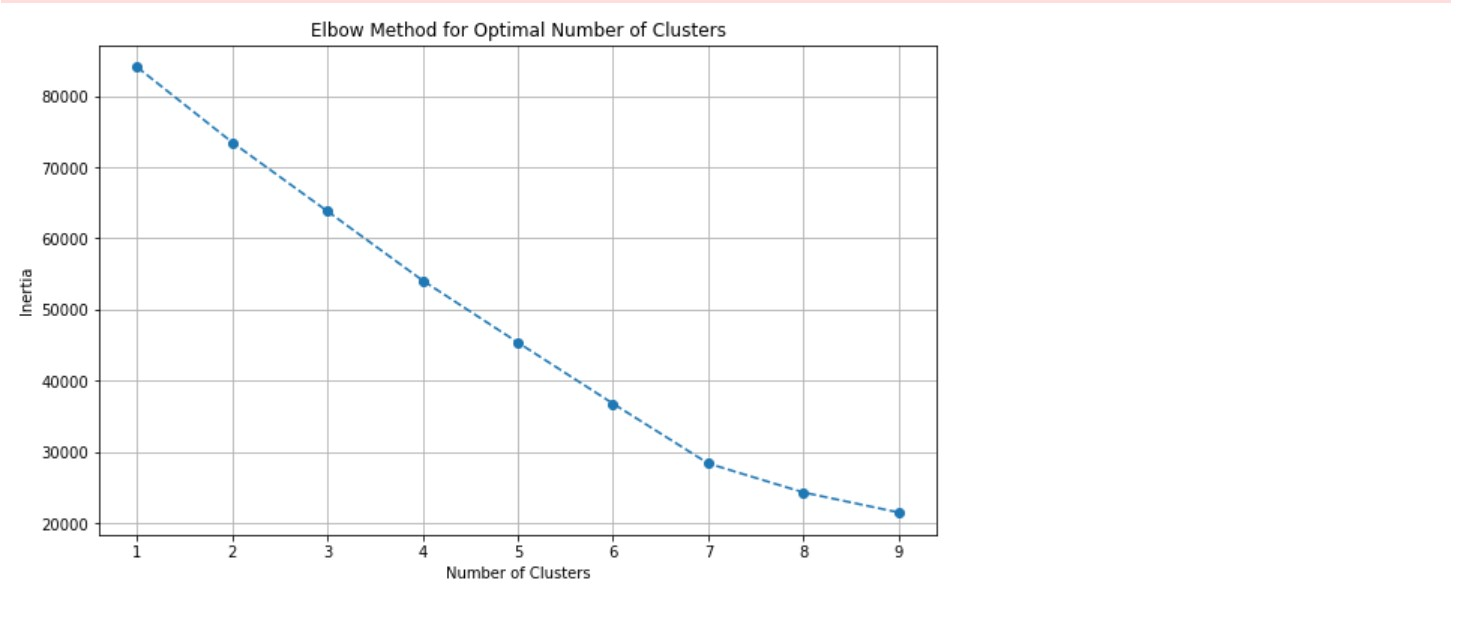 Elbow Method for Optimal Number of Clusters
80000
70000
60000
50000
40000
30000
20000
Inertia
1 2 3 4 5 6 7 8 9
Number of Clusters